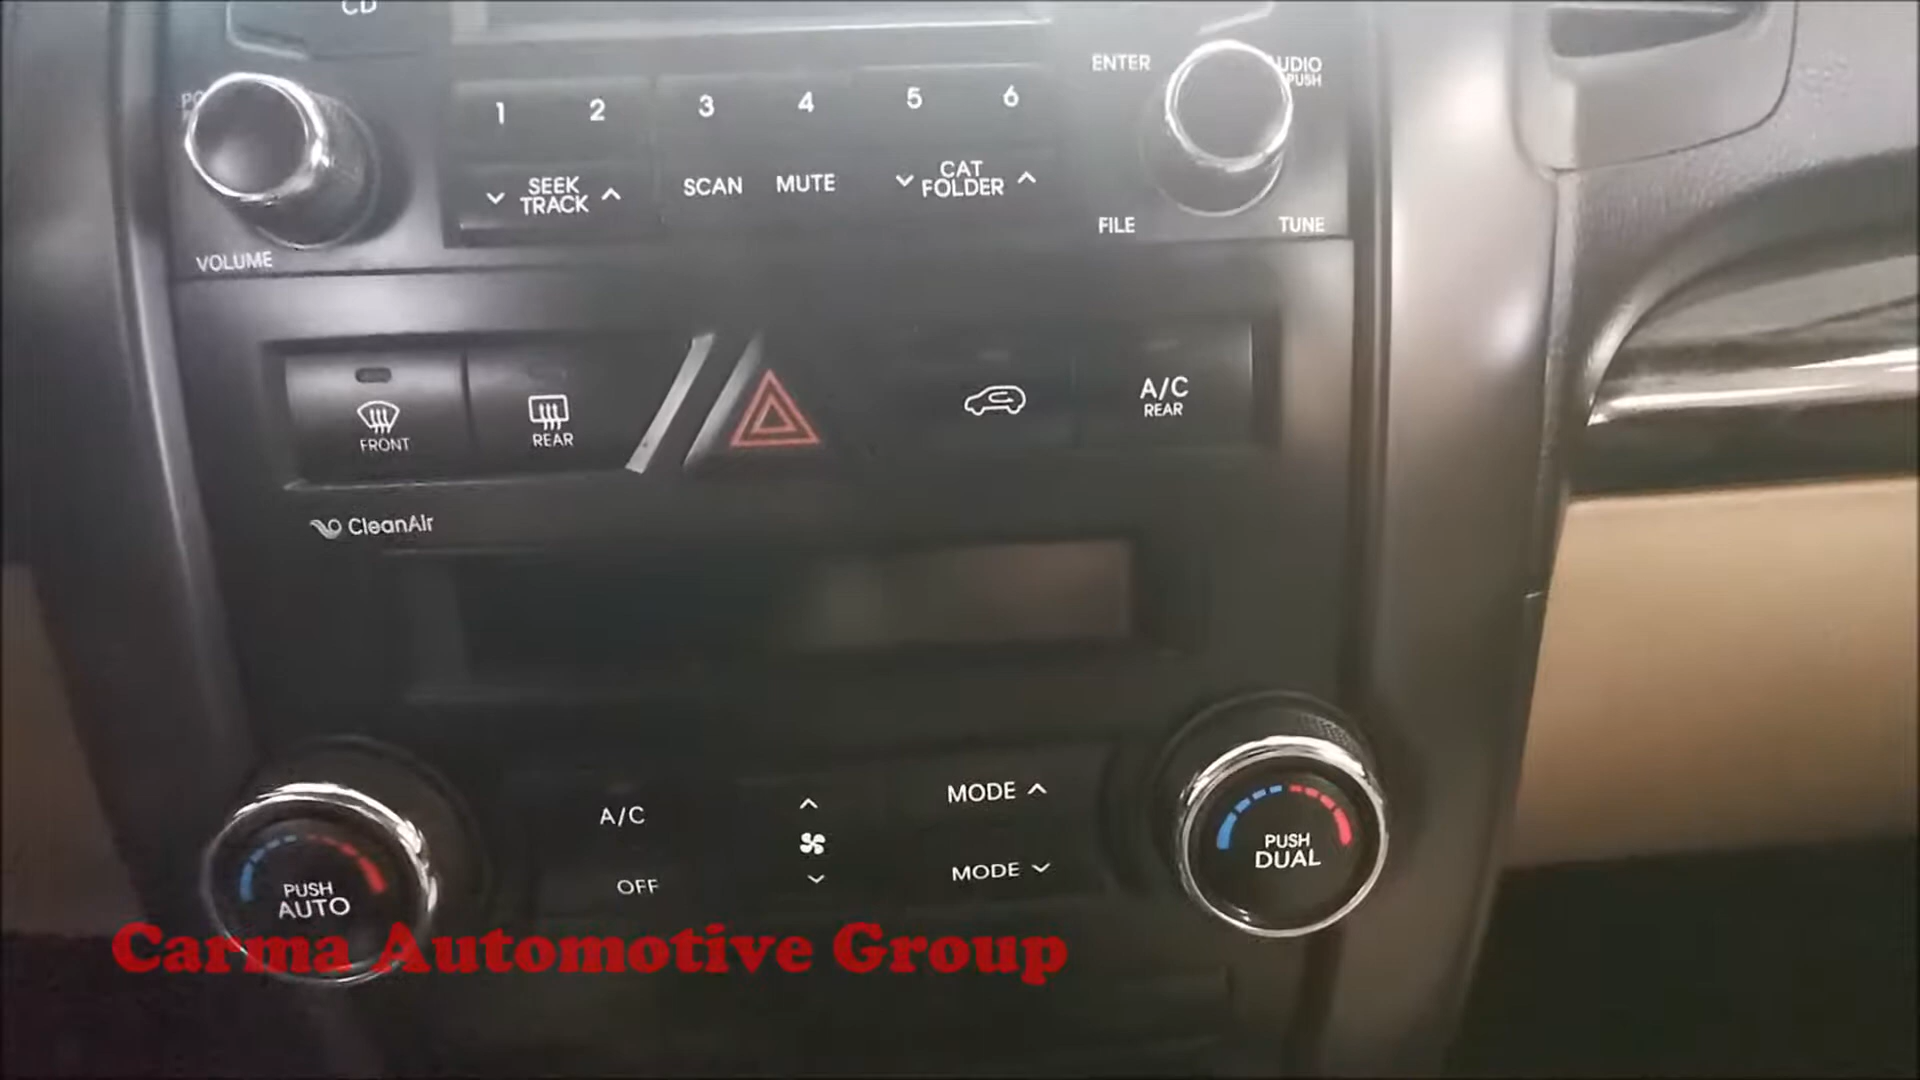 CD
ENTER
AUDIO
PUSH
1 2 3 4 5 6
SEEK
TRACK
SCAN
MUTE
CAT
FOLDER
FILE
TUNE
VOLUME
FRONT
REAR
A/C
REAR
CleanAir
A/C
MODE
OFF
MODE
PUSH
AUTO
PUSH
DUAL
Carma Automotive Group